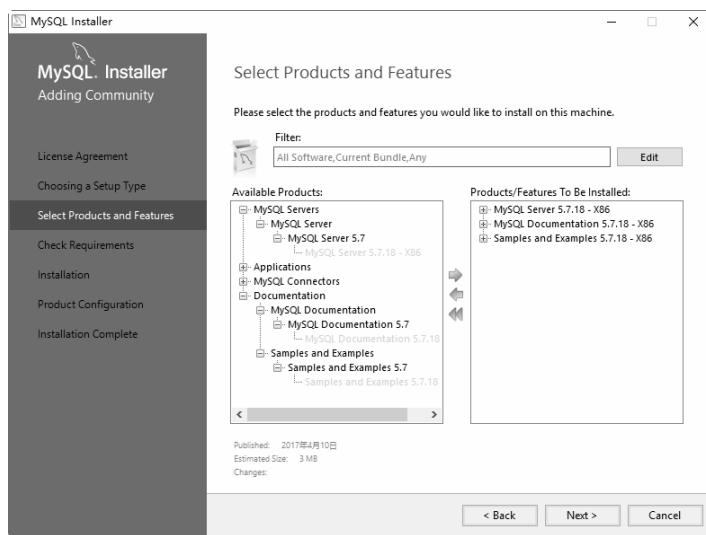 MySQL Installer
MySQL. Installer
Adding Community
License Agreement
Choosing a Setup Type
Select Products and Features
Check Requirements
Installation
Product Configuration
Installation Complete
Select Products and Features
Please select the products and features you would like to install on this machine.
Filter:
All Software,Current Bundle,Any
Edit
Available Products:
MySQL Servers
MySQL Server
MySQL Server 5.7
MySQL Server 5.7.18 - X86
Applications
MySQL Connectors
Documentation
MySQL Documentation
MySQL Documentation 5.7
MySQL Documentation 5.7.18
Samples and Examples
Samples and Examples 5.7
Samples and Examples 5.7.18
Products/Features To Be Installed:
MySQL Server 5.7.18 - X86
MySQL Documentation 5.7.18 - X86
Samples and Examples 5.7.18 - X86
Published: 2017年4月10日
Estimated Size: 3 MB
Changes:
< Back
Next >
Cancel